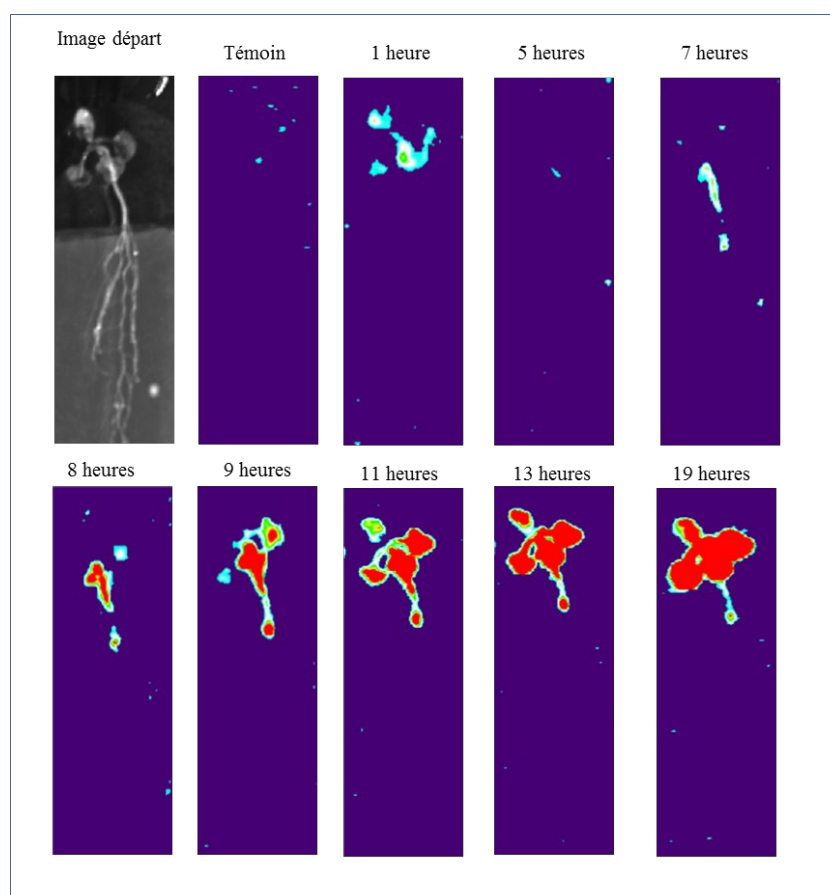 Image départ
Témoin
1 heure
5 heures
7 heures
8 heures
9 heures
11 heures
13 heures
19 heures